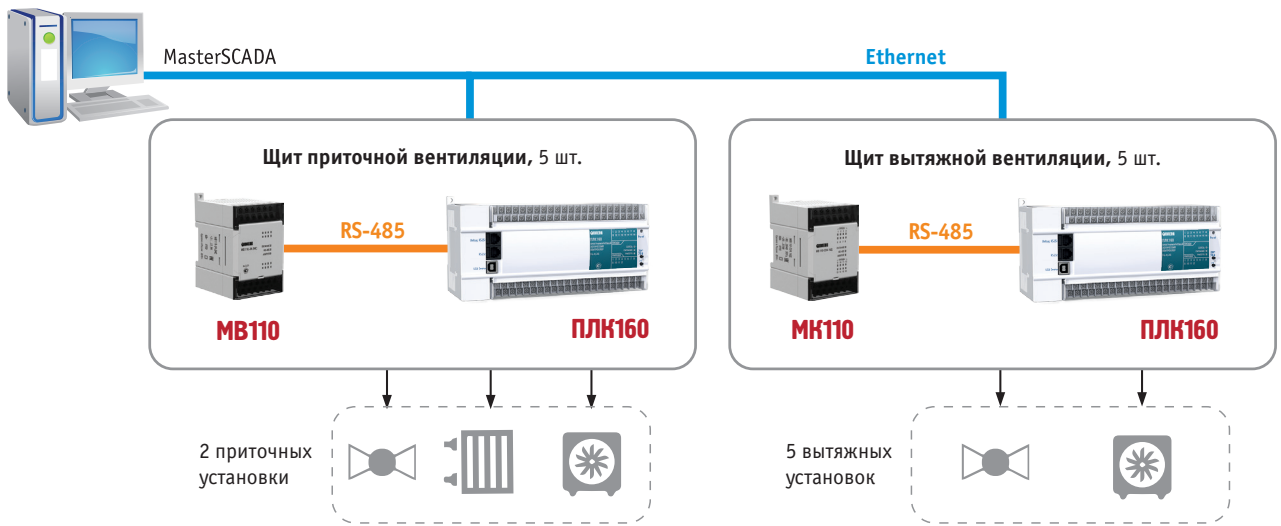 MasterSCADA
Ethernet
Щит приточной вентиляции, 5 шт.
RS-485
МВ110
ПЛК160
Щит вытяжной вентиляции, 5 шт.
RS-485
МК110
ПЛК160
2 приточных
установки
5 вытяжных
установок